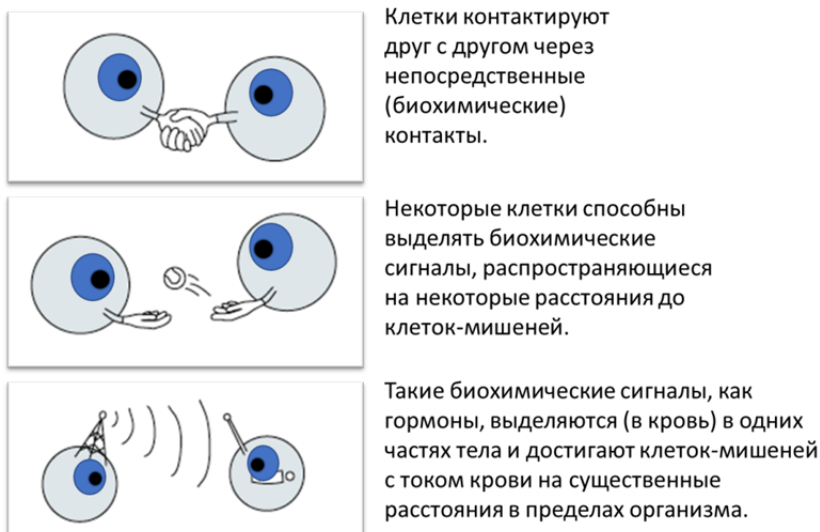 Клетки контактируют
друг с другом через
непосредственные
(биохимические)
контакты.
Некоторые клетки способны
выделять биохимические
сигналы, распространяющиеся
на некоторые расстояния до
клеток-мишеней.
Такие биохимические сигналы, как
гормоны, выделяются (в кровь) в одних
частях тела и достигают клеток-мишеней
с током крови на существенные
расстояния в пределах организма.